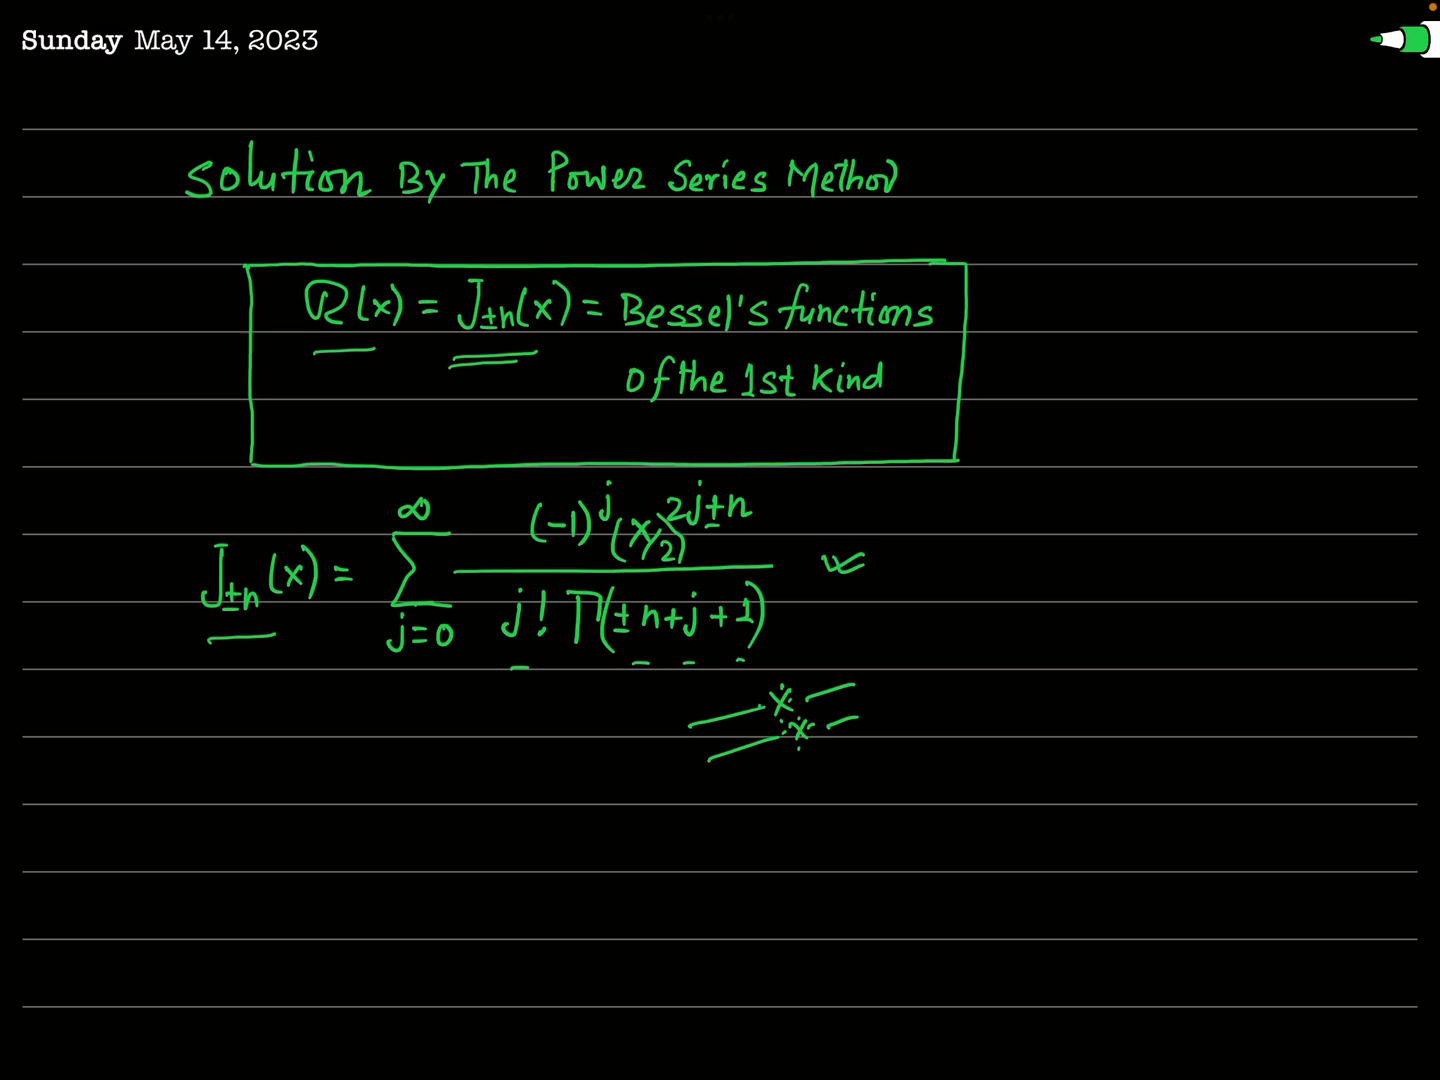 Sunday May 14, 2023
Solution By The Power Series Method
R(x) = J±n(x) = Bessel's functions
of the 1st Kind
J±n(x) = ∑_{j=0}^{∞} (-1)^j (x/2)^{2j±n} / j! Γ(±n+j+1)